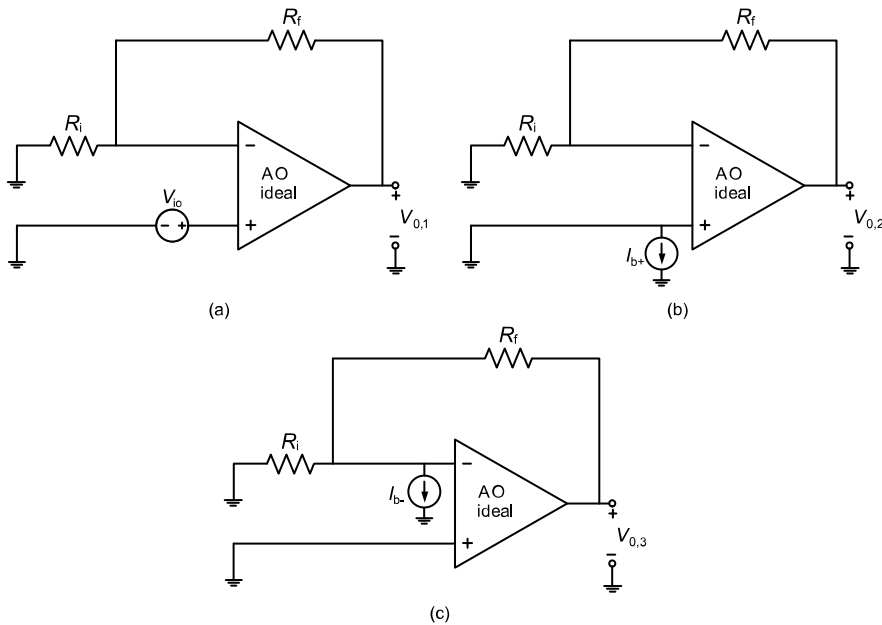 Rf
Ri
AO
ideal
Vio
V0,1
(a)
Rf
Ri
AO
ideal
Ib+
V0,2
(b)
Rf
Ri
AO
ideal
Ib-
V0,3
(c)